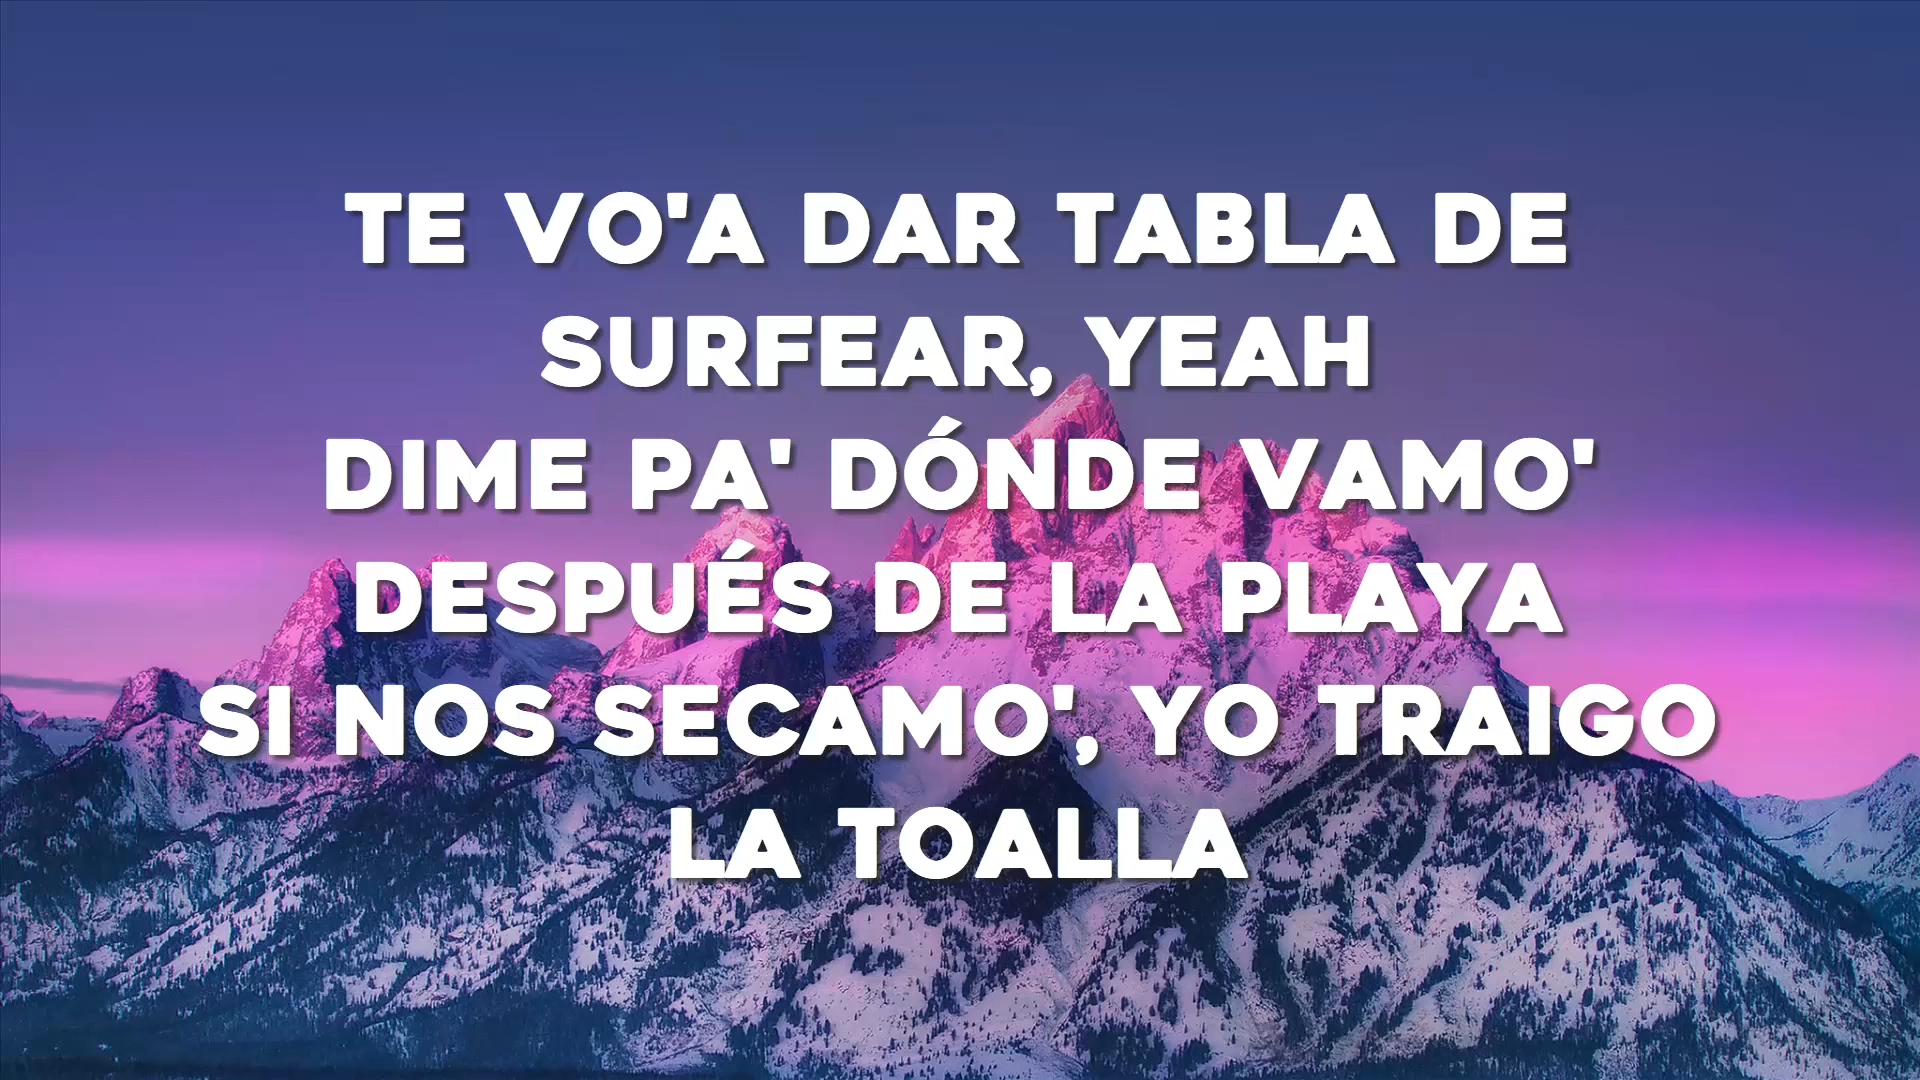 TE VO'A DAR TABLA DE
SURFEAR, YEAH
DIME PA' DÓNDE VAMO'
DESPUÉS DE LA PLAYA
SI NOS SECAMO', YO TRAIGO
LA TOALLA